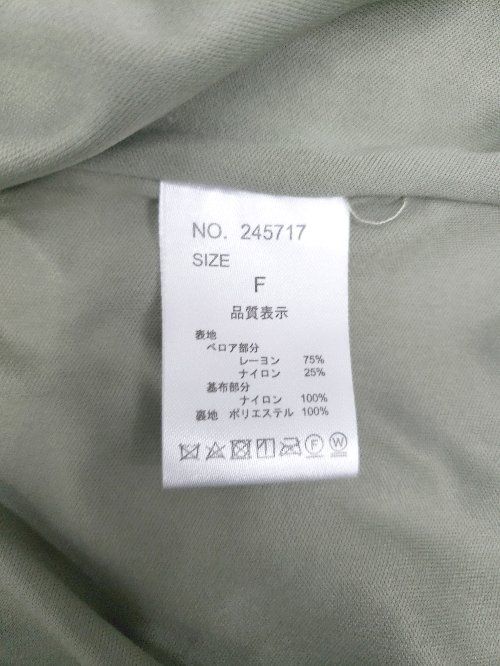 NO. 245717
SIZE
F
品質表示
表地
ベロア部分
レーヨン 75%
ナイロン 25%
基布部分
ナイロン 100%
裏地 ポリエステル 100%
F W